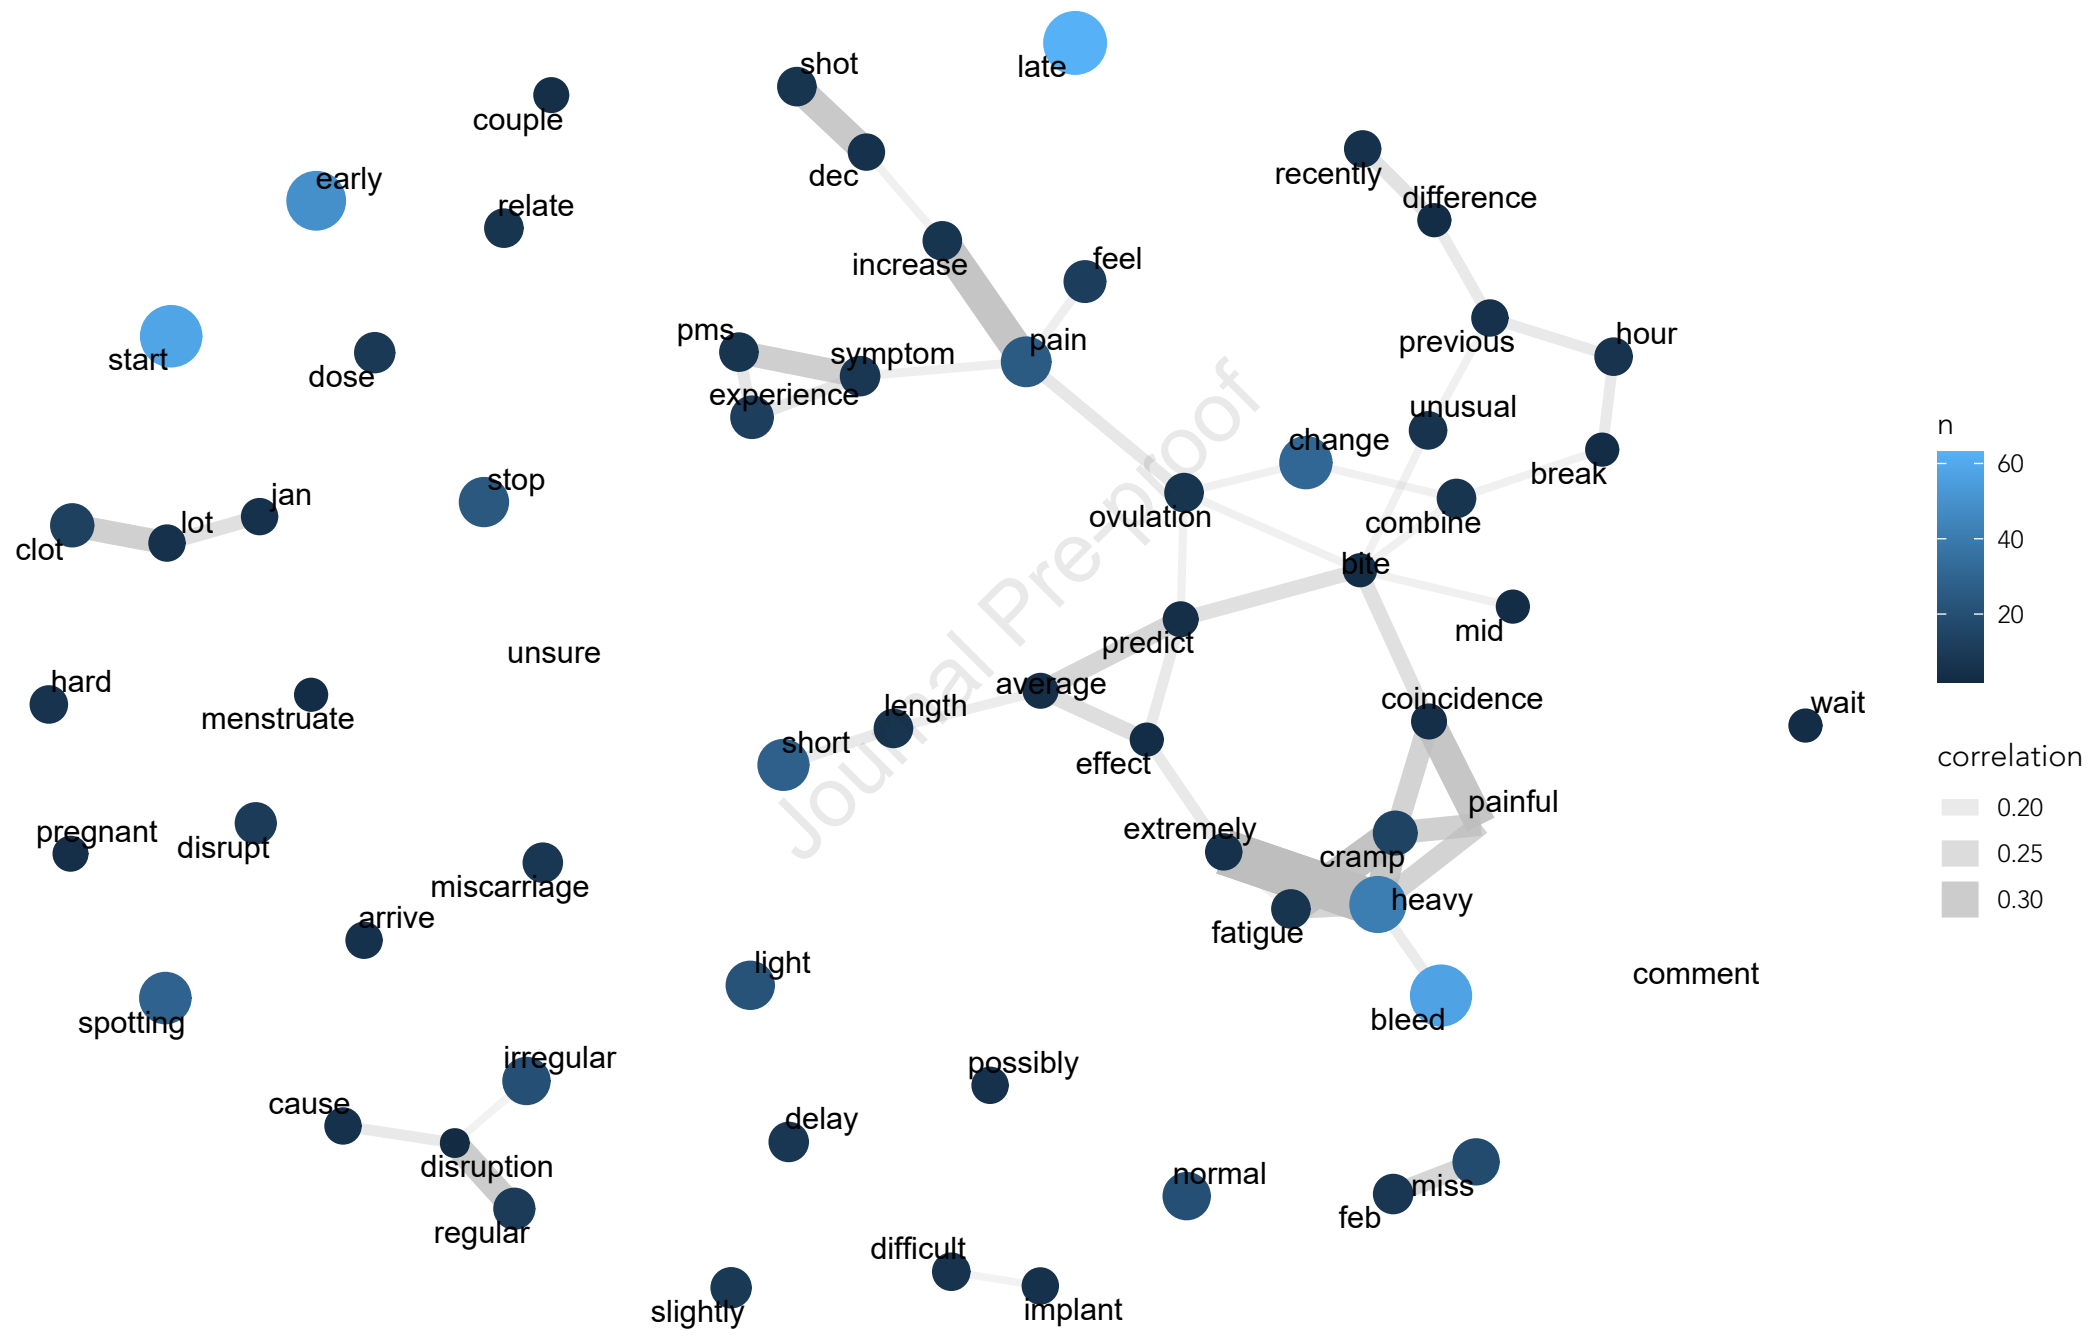 late
shot
couple
dec
recently
early
difference
relate
increase
feel
pms
symptom
pain
previous
hour
start
dose
experience
unusual
change
n
60
stop
break
jan
lot
clot
ovulation
combine
40
bite
20
unsure
predict
mid
hard
menstruate
average
length
coincidence
wait
short
effect
correlation
painful
0.20
pregnant
disrupt
extremely
cramp
0.25
miscarriage
heavy
0.30
arrive
fatigue
light
comment
spotting
bleed
irregular
possibly
cause
delay
disruption
normal
miss
regular
feb
difficult
slightly
implant
Journal Pre-proof